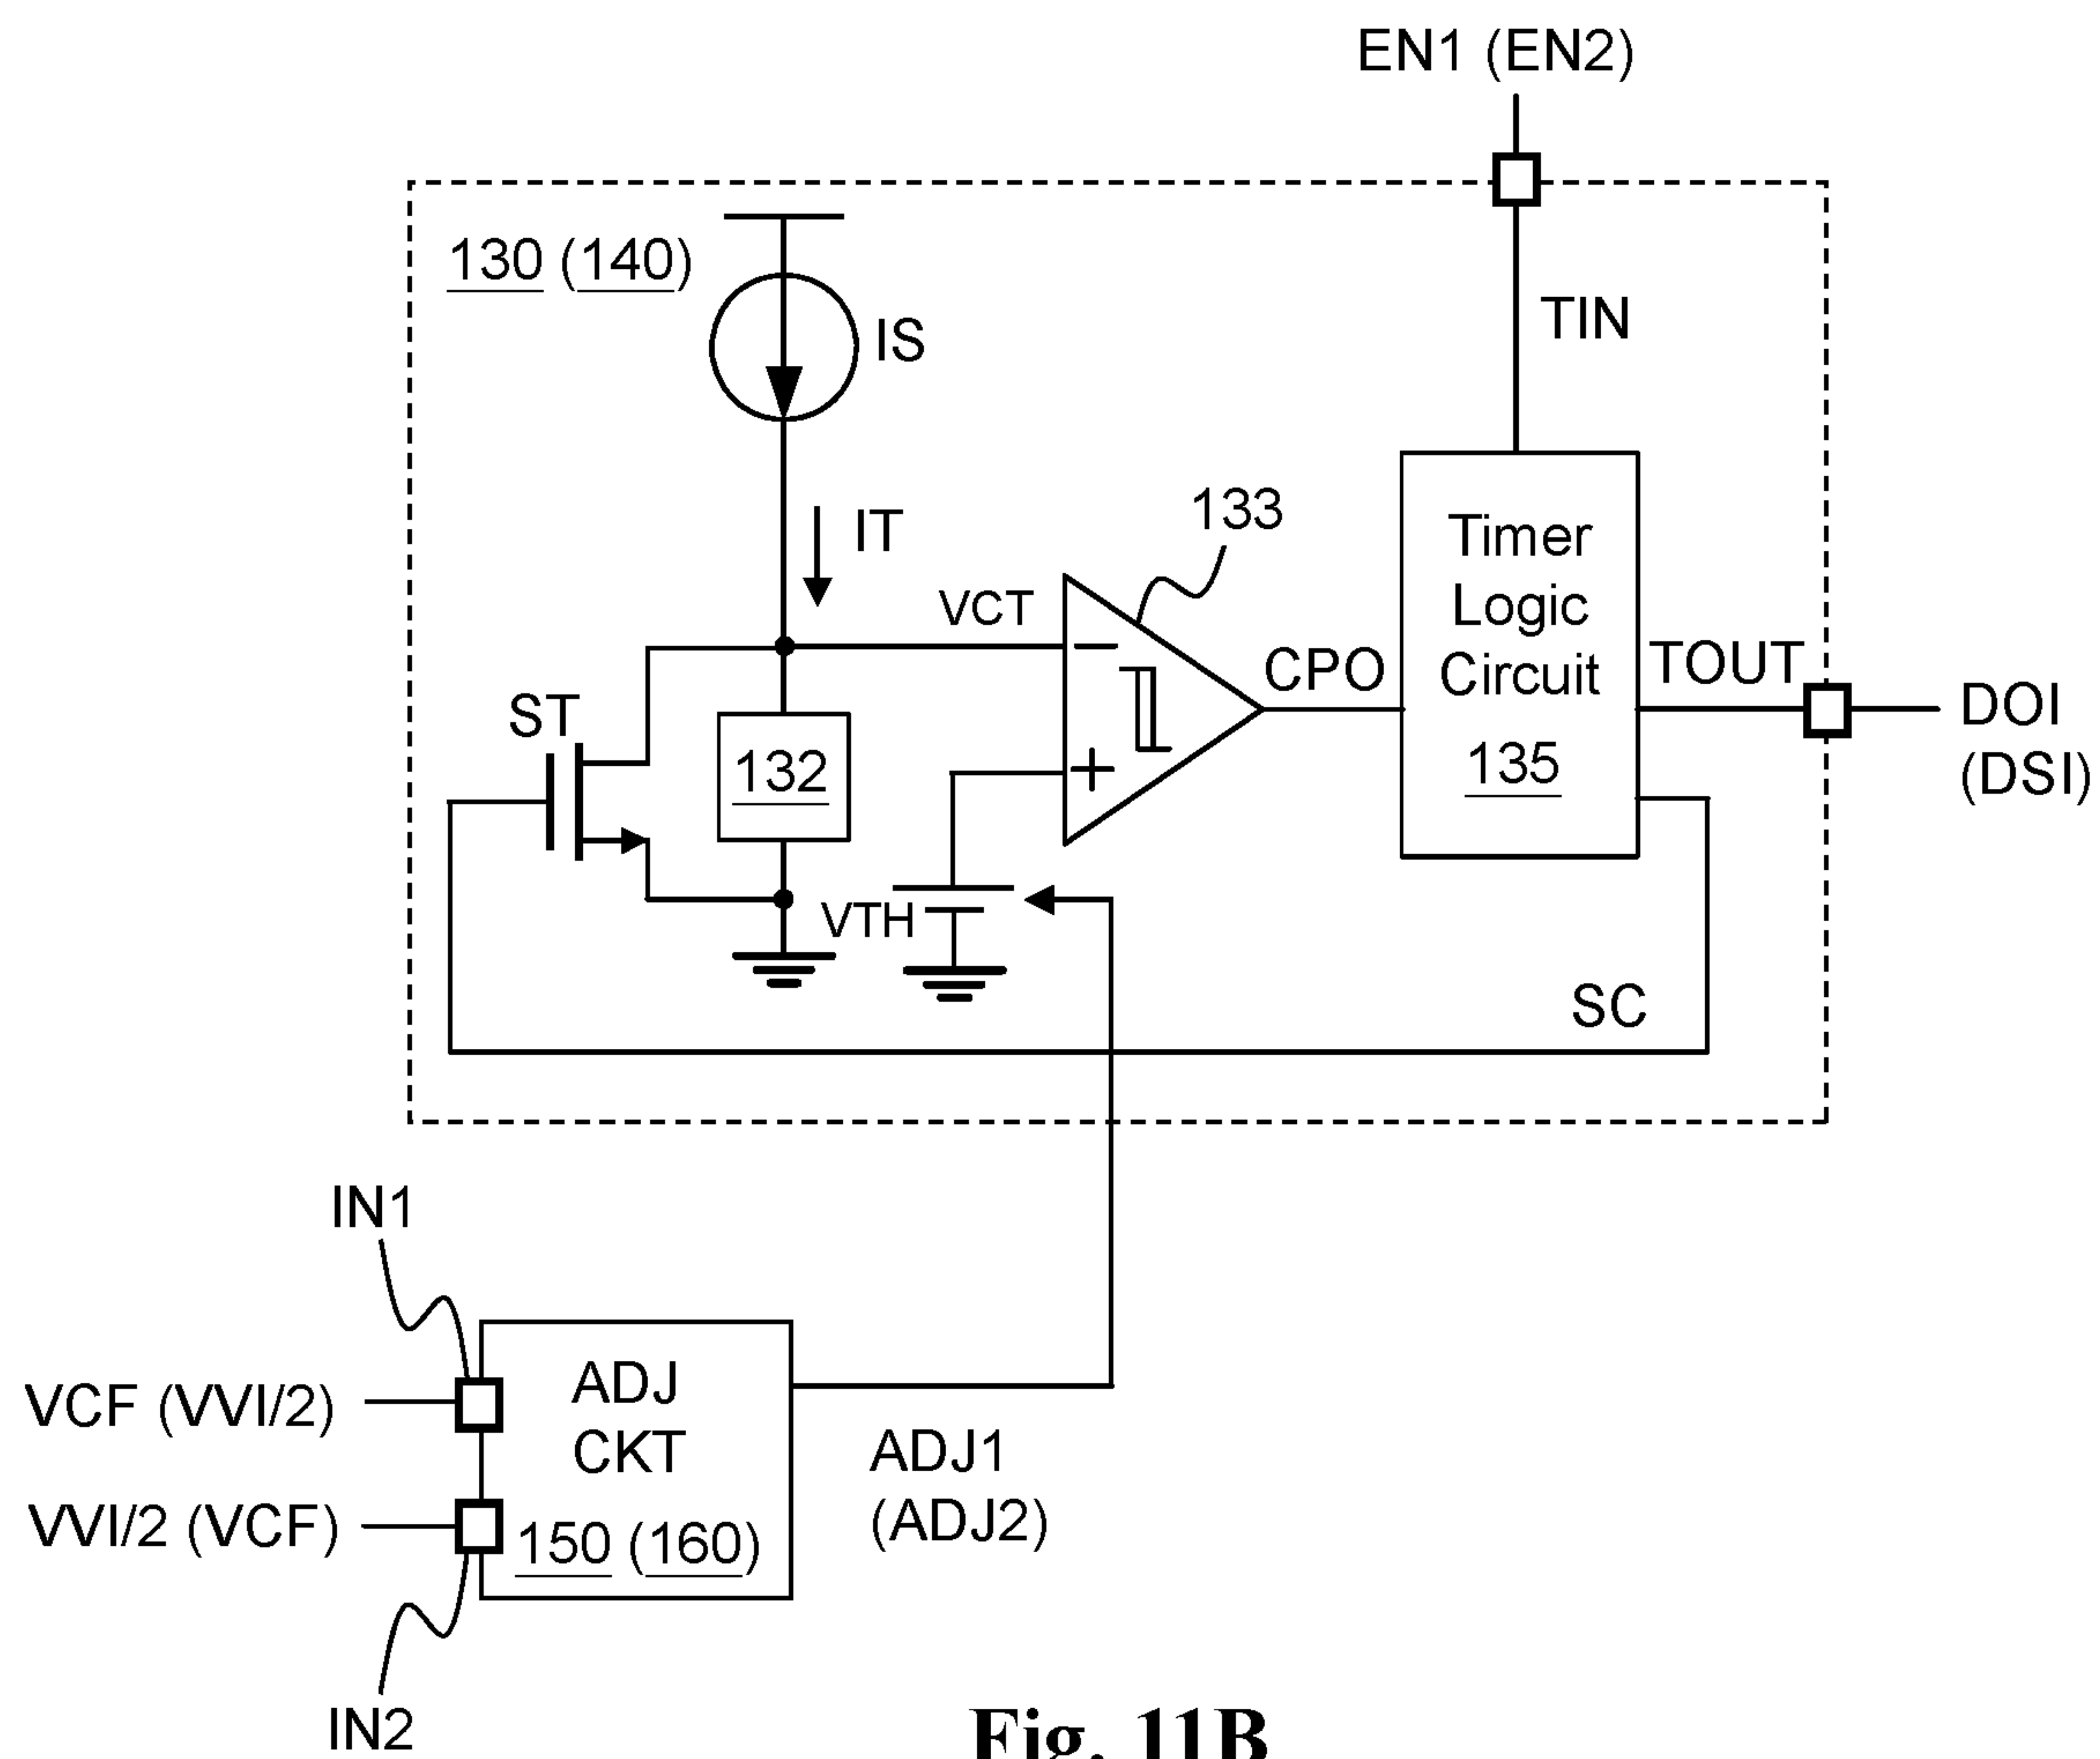 EN1 (EN2)
130 (140)
IS
TIN
IT
133
VCT
Timer
Logic
Circuit
135
CPO
TOUT
DOI
(DSI)
ST
132
VTH
SC
IN1
VCF (VVI/2)
ADJ
CKT
ADJ1
(ADJ2)
VVI/2 (VCF)
150 (160)
IN2
Fig. 11B